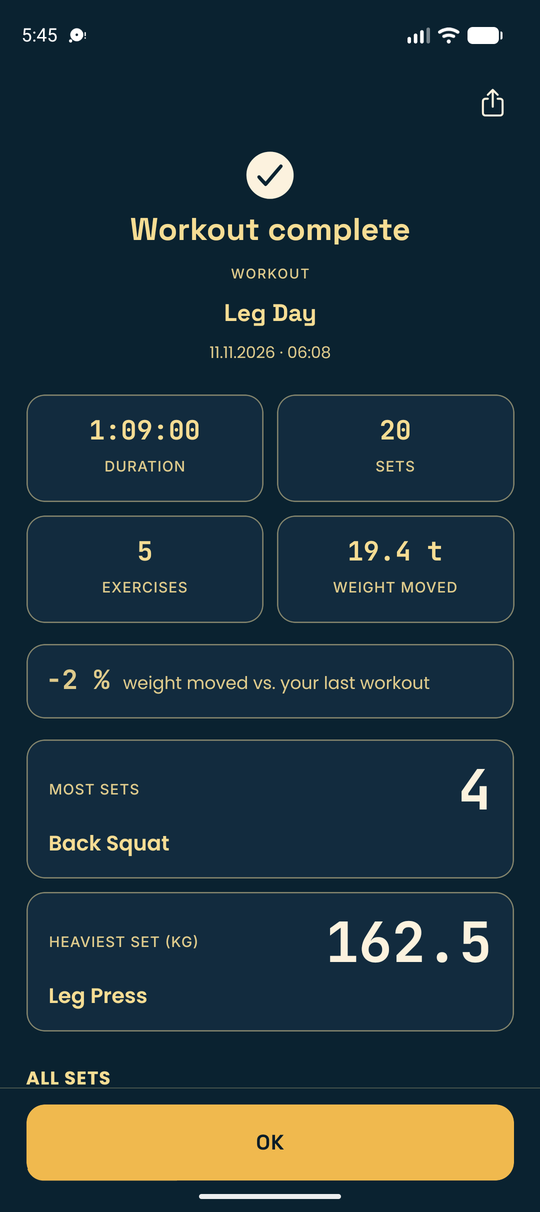 5:45
Workout complete
WORKOUT
Leg Day
11.11.2026 · 06:08
1:09:00
DURATION
20
SETS
5
EXERCISES
19.4 t
WEIGHT MOVED
-2 % weight moved vs. your last workout
MOST SETS
4
Back Squat
HEAVIEST SET (KG)
162.5
Leg Press
ALL SETS
OK